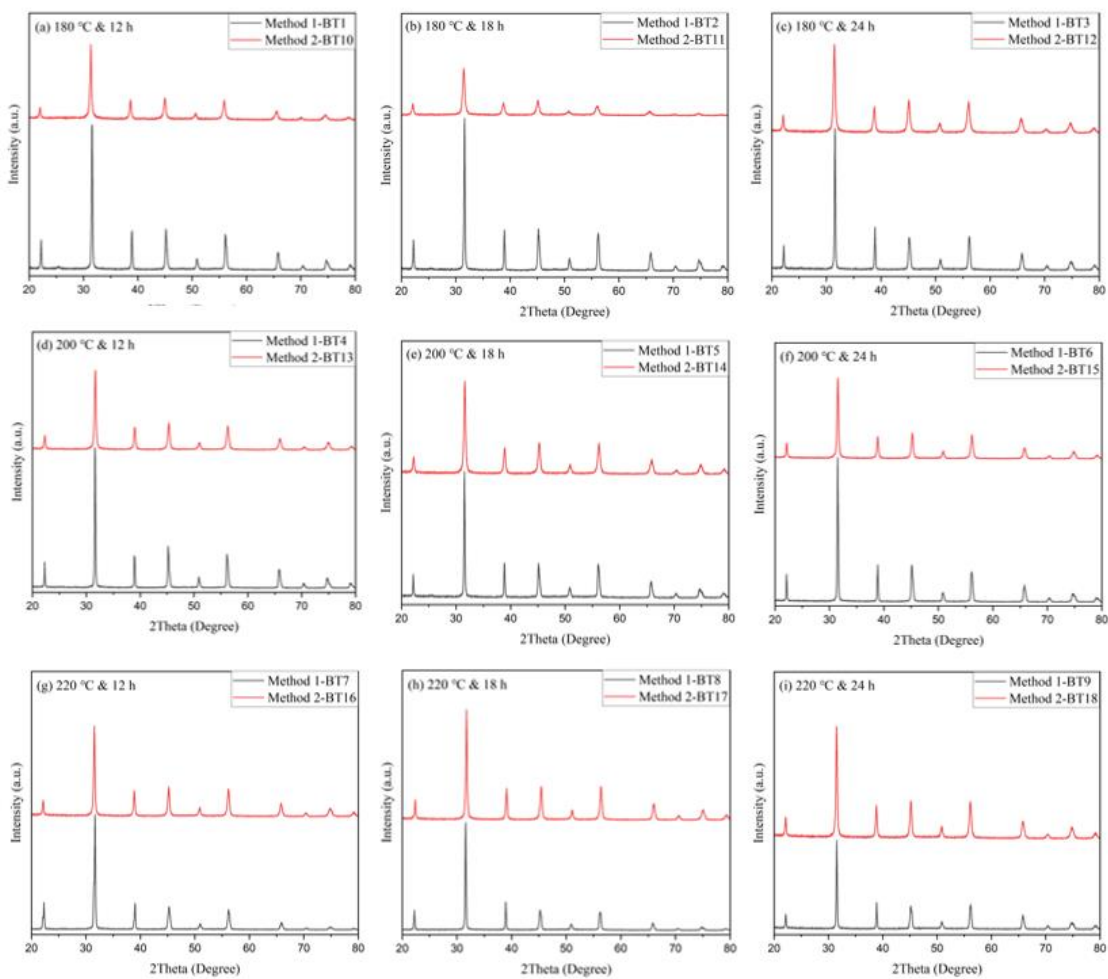 (a) 180 °C & 12 h
Method 1-BT1
Method 2-BT10
Intensity (a.u.)
20 30 40 50 60 70 80
2Theta (Degree)
(b) 180 °C & 18 h
Method 1-BT2
Method 2-BT11
Intensity (a.u.)
20 30 40 50 60 70 80
2Theta (Degree)
(c) 180 °C & 24 h
Method 1-BT3
Method 2-BT12
Intensity (a.u.)
20 30 40 50 60 70 80
2Theta (Degree)
(d) 200 °C & 12 h
Method 1-BT4
Method 2-BT13
Intensity (a.u.)
20 30 40 50 60 70 80
2Theta (Degree)
(e) 200 °C & 18 h
Method 1-BT5
Method 2-BT14
Intensity (a.u.)
20 30 40 50 60 70 80
2Theta (Degree)
(f) 200 °C & 24 h
Method 1-BT6
Method 2-BT15
Intensity (a.u.)
20 30 40 50 60 70 80
2Theta (Degree)
(g) 220 °C & 12 h
Method 1-BT7
Method 2-BT16
Intensity (a.u.)
20 30 40 50 60 70 80
2Theta (Degree)
(h) 220 °C & 18 h
Method 1-BT8
Method 2-BT17
Intensity (a.u.)
20 30 40 50 60 70 80
2Theta (Degree)
(i) 220 °C & 24 h
Method 1-BT9
Method 2-BT18
Intensity (a.u.)
20 30 40 50 60 70 80
2Theta (Degree)